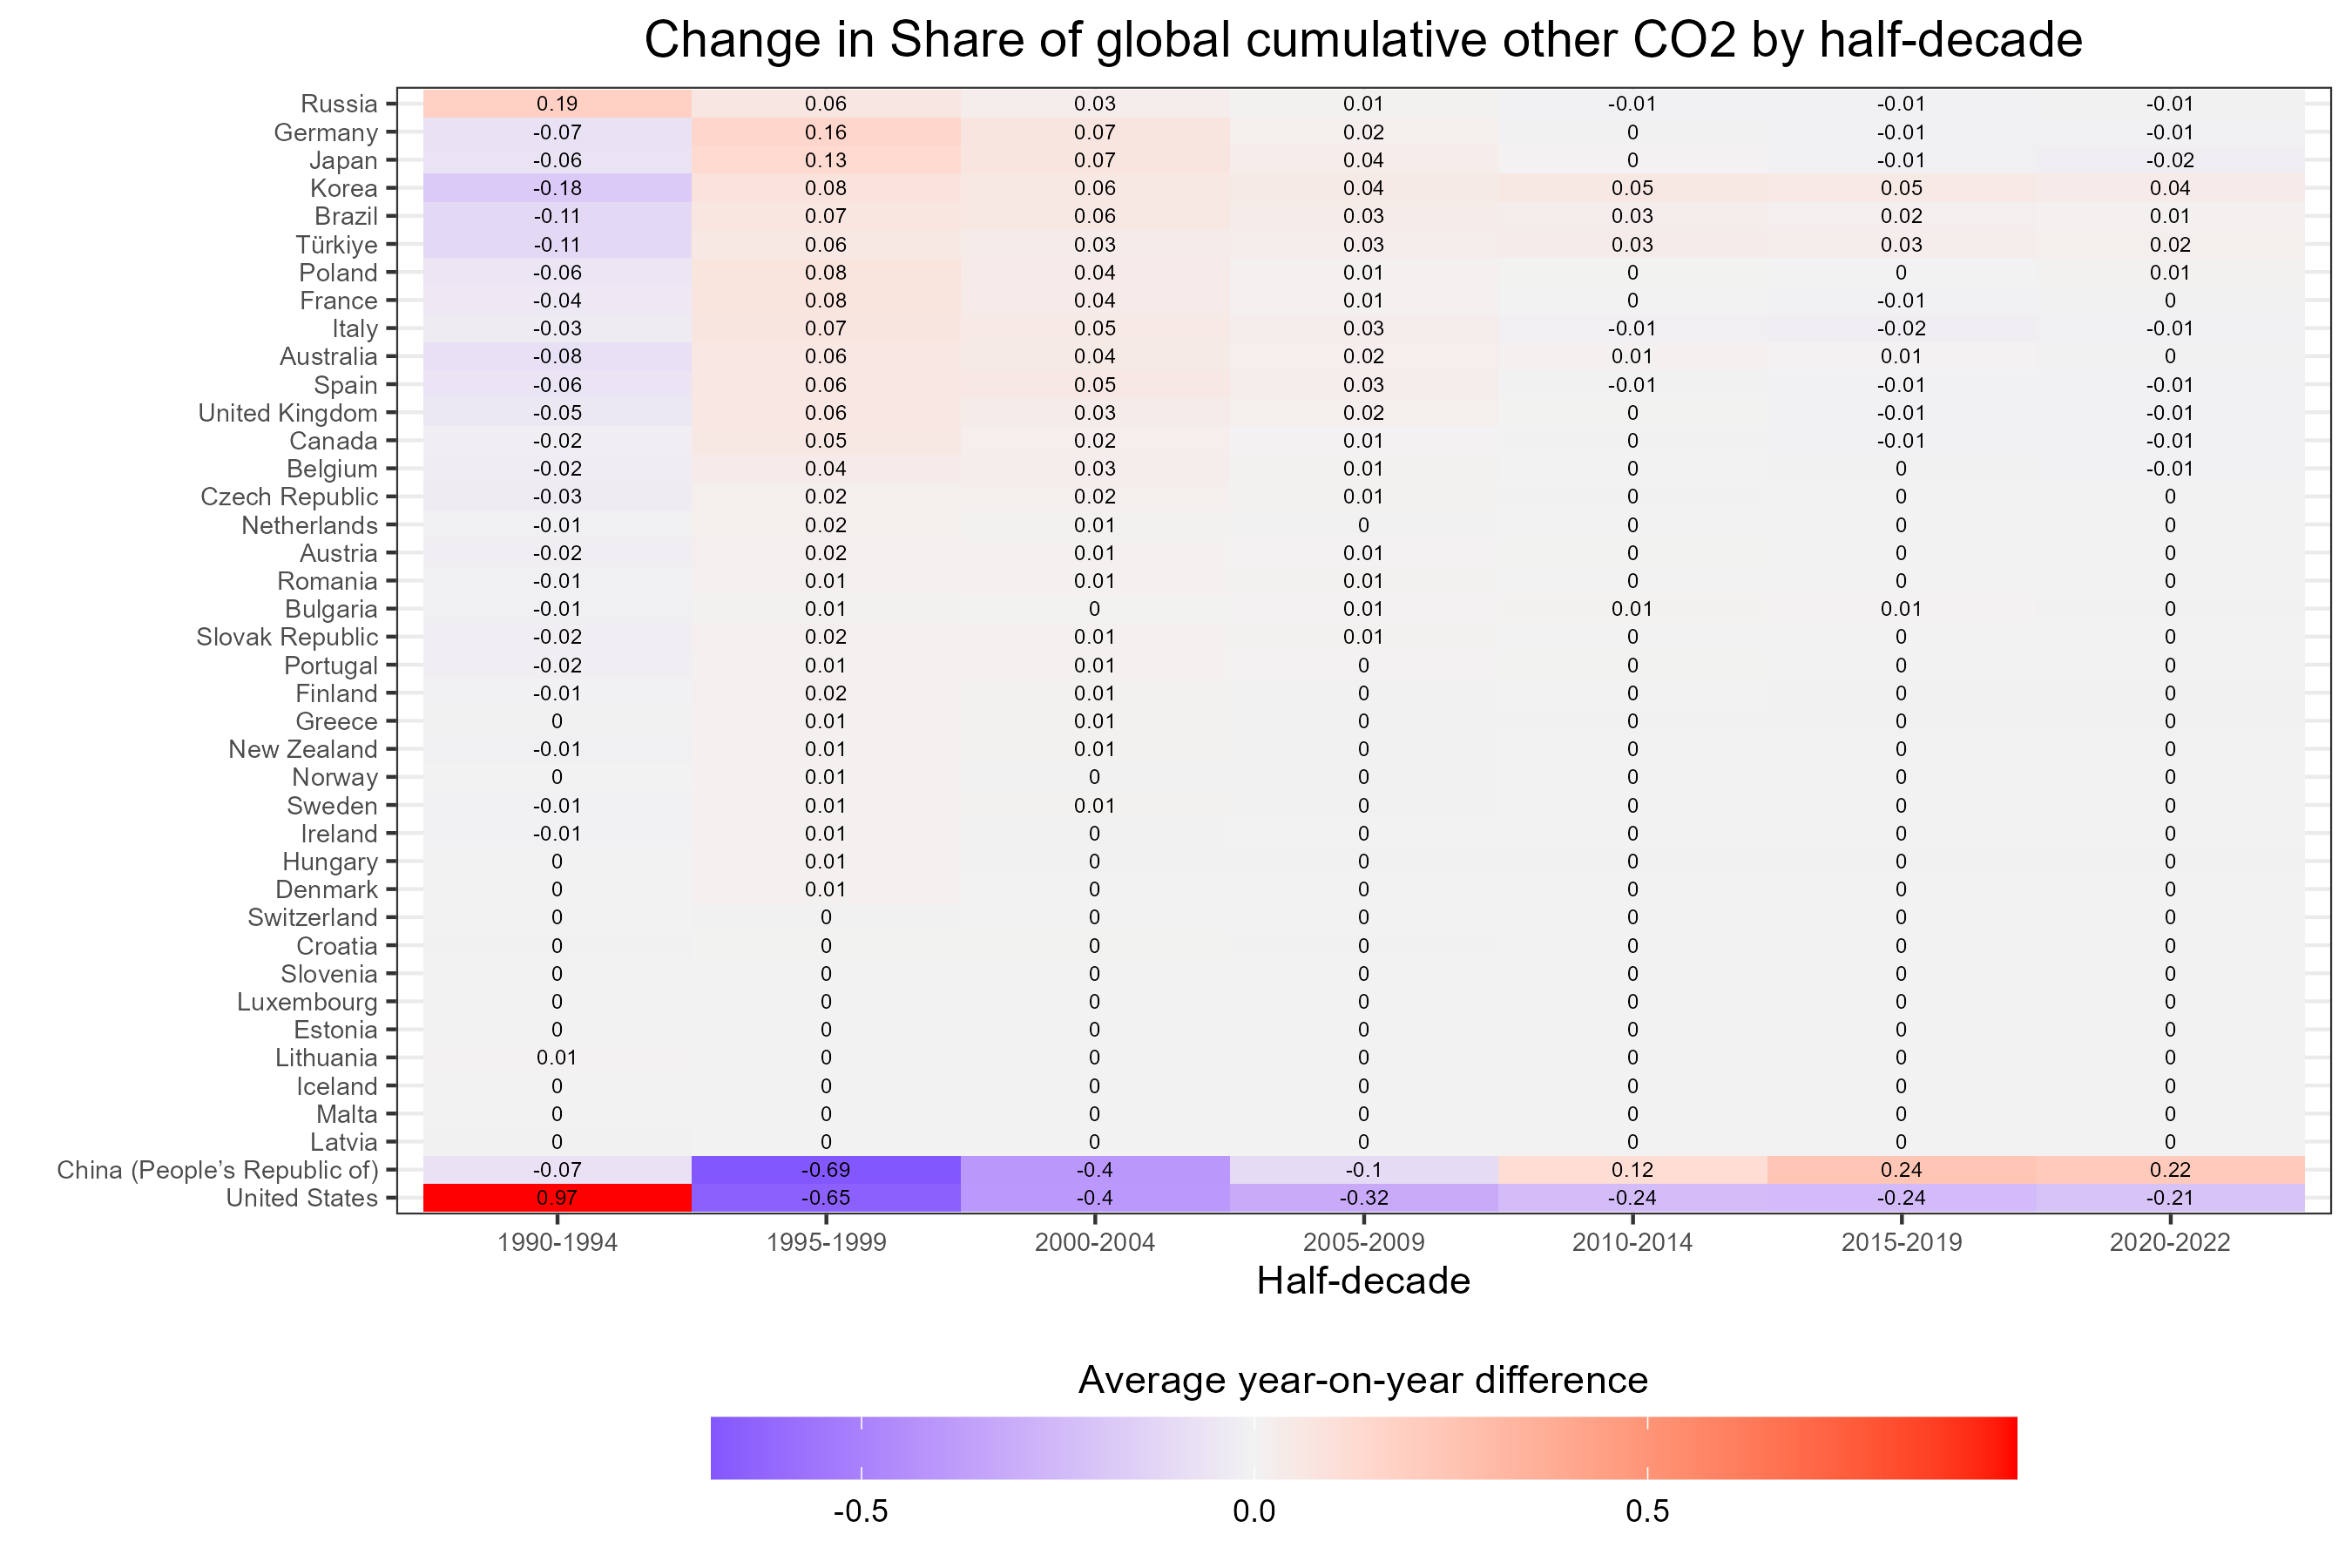 Change in Share of global cumulative other CO2 by half-decade
Russia 0.19 0.06 0.03 0.01 -0.01 -0.01 -0.01
Germany -0.07 0.16 0.07 0.02 0 -0.01 -0.01
Japan -0.06 0.13 0.07 0.04 0 -0.01 -0.02
Korea -0.18 0.08 0.06 0.04 0.05 0.05 0.04
Brazil -0.11 0.07 0.06 0.03 0.03 0.02 0.01
Türkiye -0.11 0.06 0.03 0.03 0.03 0.03 0.02
Poland -0.06 0.08 0.04 0.01 0 0 0.01
France -0.04 0.08 0.04 0.01 0 -0.01 0
Italy -0.03 0.07 0.05 0.03 -0.01 -0.02 -0.01
Australia -0.08 0.06 0.04 0.02 0.01 0.01 0
Spain -0.06 0.06 0.05 0.03 -0.01 -0.01 -0.01
United Kingdom -0.05 0.06 0.03 0.02 0 -0.01 -0.01
Canada -0.02 0.05 0.02 0.01 0 -0.01 -0.01
Belgium -0.02 0.04 0.03 0.01 0 0 -0.01
Czech Republic -0.03 0.02 0.02 0.01 0 0 0
Netherlands -0.01 0.02 0.01 0 0 0 0
Austria -0.02 0.02 0.01 0.01 0 0 0
Romania -0.01 0.01 0.01 0.01 0 0 0
Bulgaria -0.01 0.01 0 0.01 0.01 0.01 0
Slovak Republic -0.02 0.02 0.01 0.01 0 0 0
Portugal -0.02 0.01 0.01 0 0 0 0
Finland -0.01 0.02 0.01 0 0 0 0
Greece 0 0.01 0.01 0 0 0 0
New Zealand -0.01 0.01 0.01 0 0 0 0
Norway 0 0.01 0 0 0 0 0
Sweden -0.01 0.01 0.01 0 0 0 0
Ireland -0.01 0.01 0 0 0 0 0
Hungary 0 0.01 0 0 0 0 0
Denmark 0 0.01 0 0 0 0 0
Switzerland 0 0 0 0 0 0 0
Croatia 0 0 0 0 0 0 0
Slovenia 0 0 0 0 0 0 0
Luxembourg 0 0 0 0 0 0 0
Estonia 0 0 0 0 0 0 0
Lithuania 0.01 0 0 0 0 0 0
Iceland 0 0 0 0 0 0 0
Malta 0 0 0 0 0 0 0
Latvia 0 0 0 0 0 0 0
China (People’s Republic of) -0.07 -0.69 -0.4 -0.1 0.12 0.24 0.22
United States 0.97 -0.65 -0.4 -0.32 -0.24 -0.24 -0.21
1990-1994 1995-1999 2000-2004 2005-2009 2010-2014 2015-2019 2020-2022
Half-decade
Average year-on-year difference
-0.5 0.0 0.5